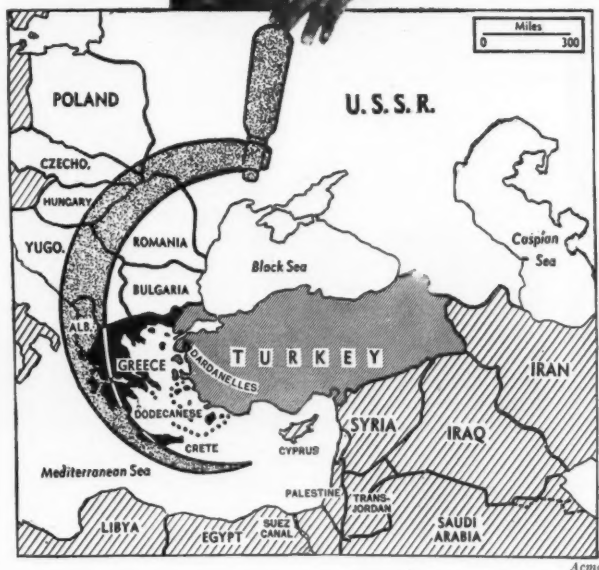 Miles
0 300
POLAND
U.S.S.R.
CZECHO.
HUNGARY
YUGO.
ROMANIA
Black Sea
Caspian
Sea
BULGARIA
ALB.
GREECE
TURKEY
DARDANELLES
IRAN
DODECANESE
CRETE
CYPRUS
SYRIA
IRAQ
Mediterranean Sea
PALESTINE
TRANS-
JORDAN
LIBYA
EGYPT
SUEZ
CANAL
SAUDI
ARABIA
Acme